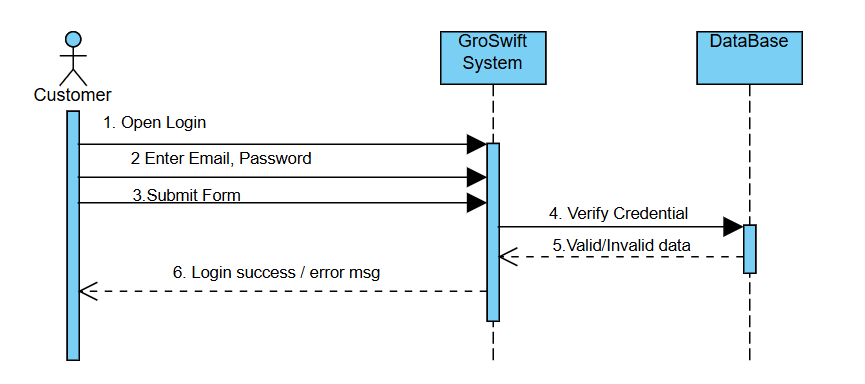 GroSwift
System
DataBase
Customer
1. Open Login
2 Enter Email, Password
3.Submit Form
4. Verify Credential
5.Valid/Invalid data
6. Login success / error msg